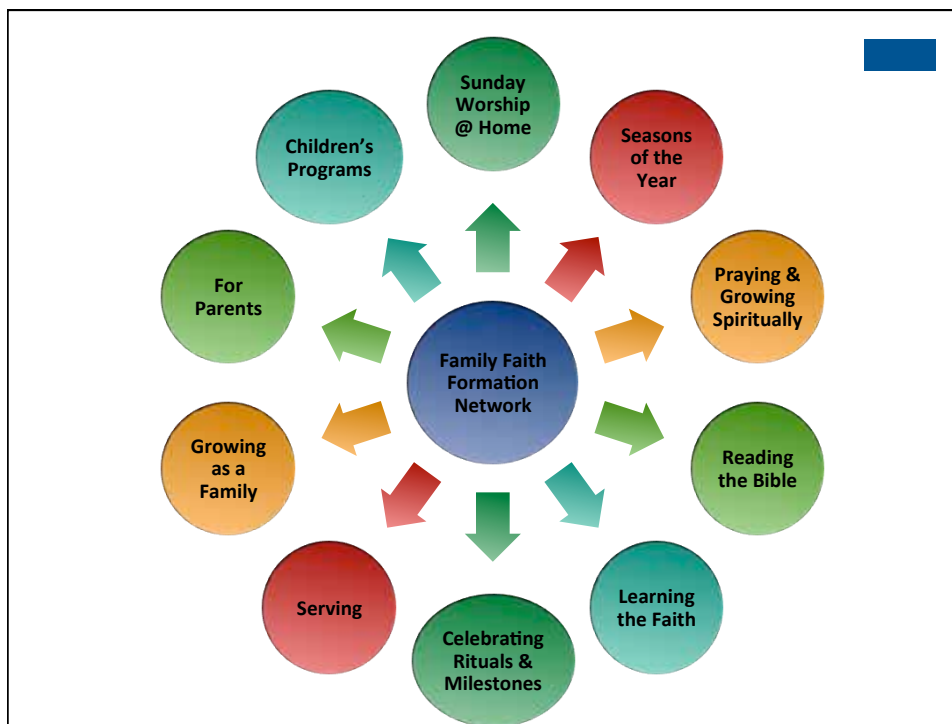 Sunday
Worship
@ Home
Seasons
of the
Year
Praying &
Growing
Spiritually
Reading
the Bible
Learning
the Faith
Celebrating
Rituals &
Milestones
Serving
Growing
as a
Family
For
Parents
Children's
Programs
Family Faith
Formation
Network